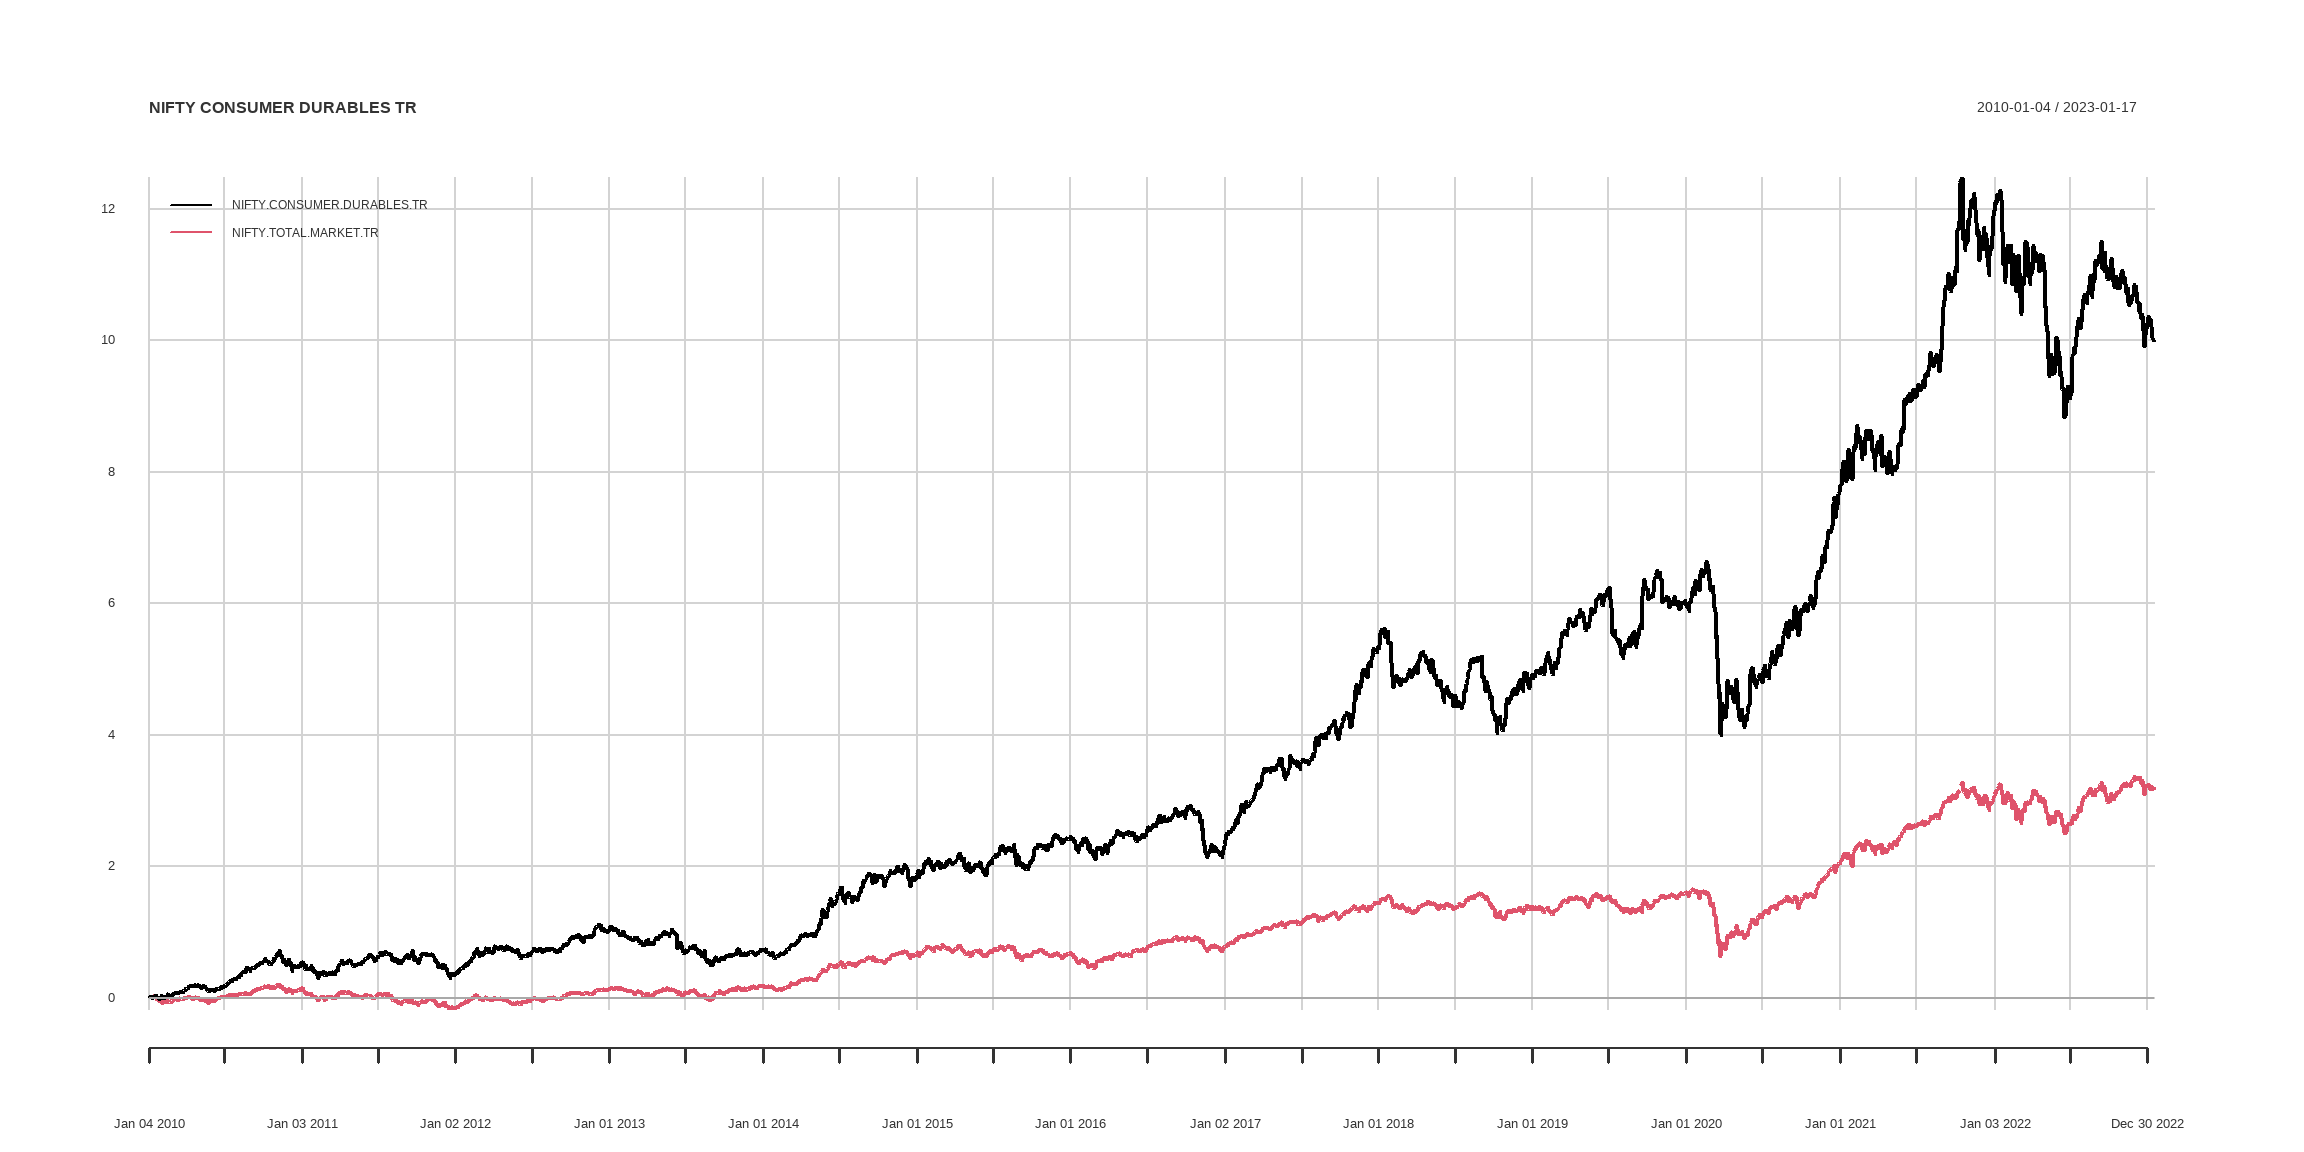 NIFTY CONSUMER DURABLES TR
2010-01-04 / 2023-01-17
NIFTY.CONSUMER.DURABLES.TR
NIFTY.TOTAL.MARKET.TR
12
10
8
6
4
2
0
Jan 04 2010 Jan 03 2011 Jan 02 2012 Jan 01 2013 Jan 01 2014 Jan 01 2015 Jan 01 2016 Jan 02 2017 Jan 01 2018 Jan 01 2019 Jan 01 2020 Jan 01 2021 Jan 03 2022 Dec 30 2022